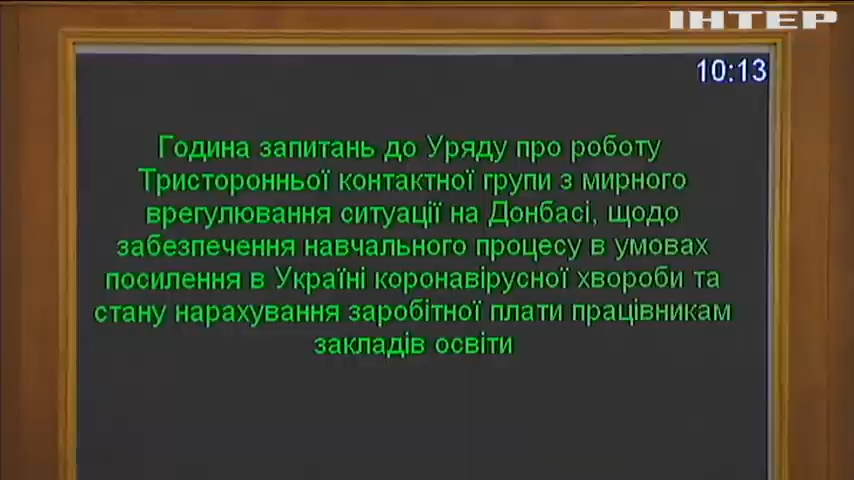 ІНТЕР
10:13
Година запитань до Уряду про роботу
Тристоронньої контактної групи з мирного
врегулювання ситуації на Донбасі, щодо
забезпечення навчального процесу в умовах
посилення в Україні коронавірусної хвороби та
стану нарахування заробітної плати працівникам
закладів освіти